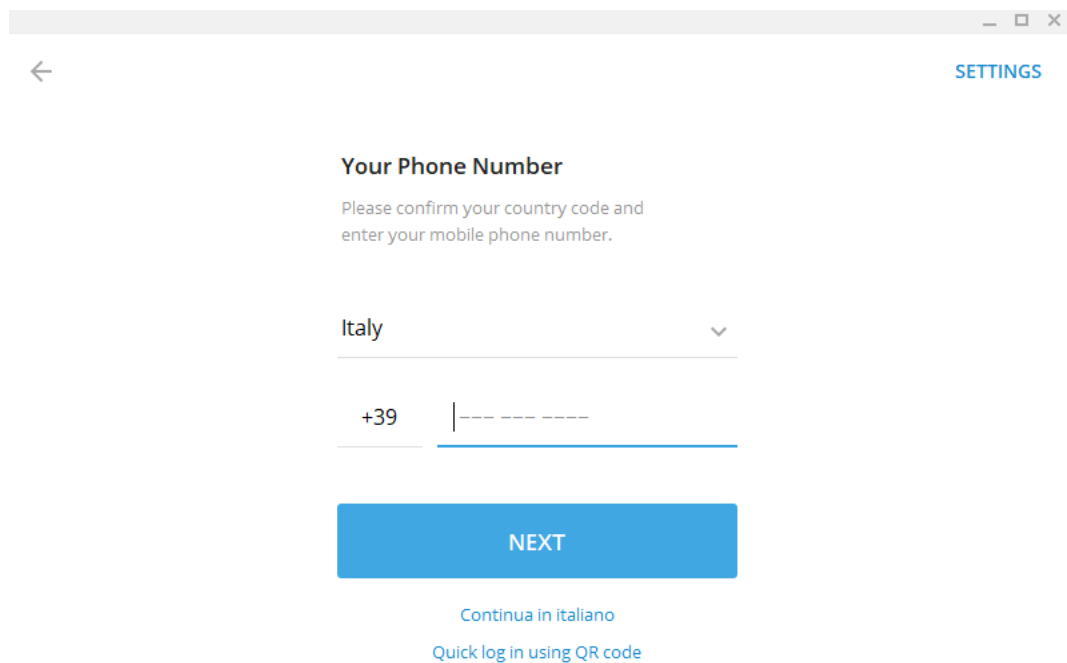 SETTINGS
Your Phone Number
Please confirm your country code and
enter your mobile phone number.
Italy
+39 --- --- ----
NEXT
Continua in italiano
Quick log in using QR code